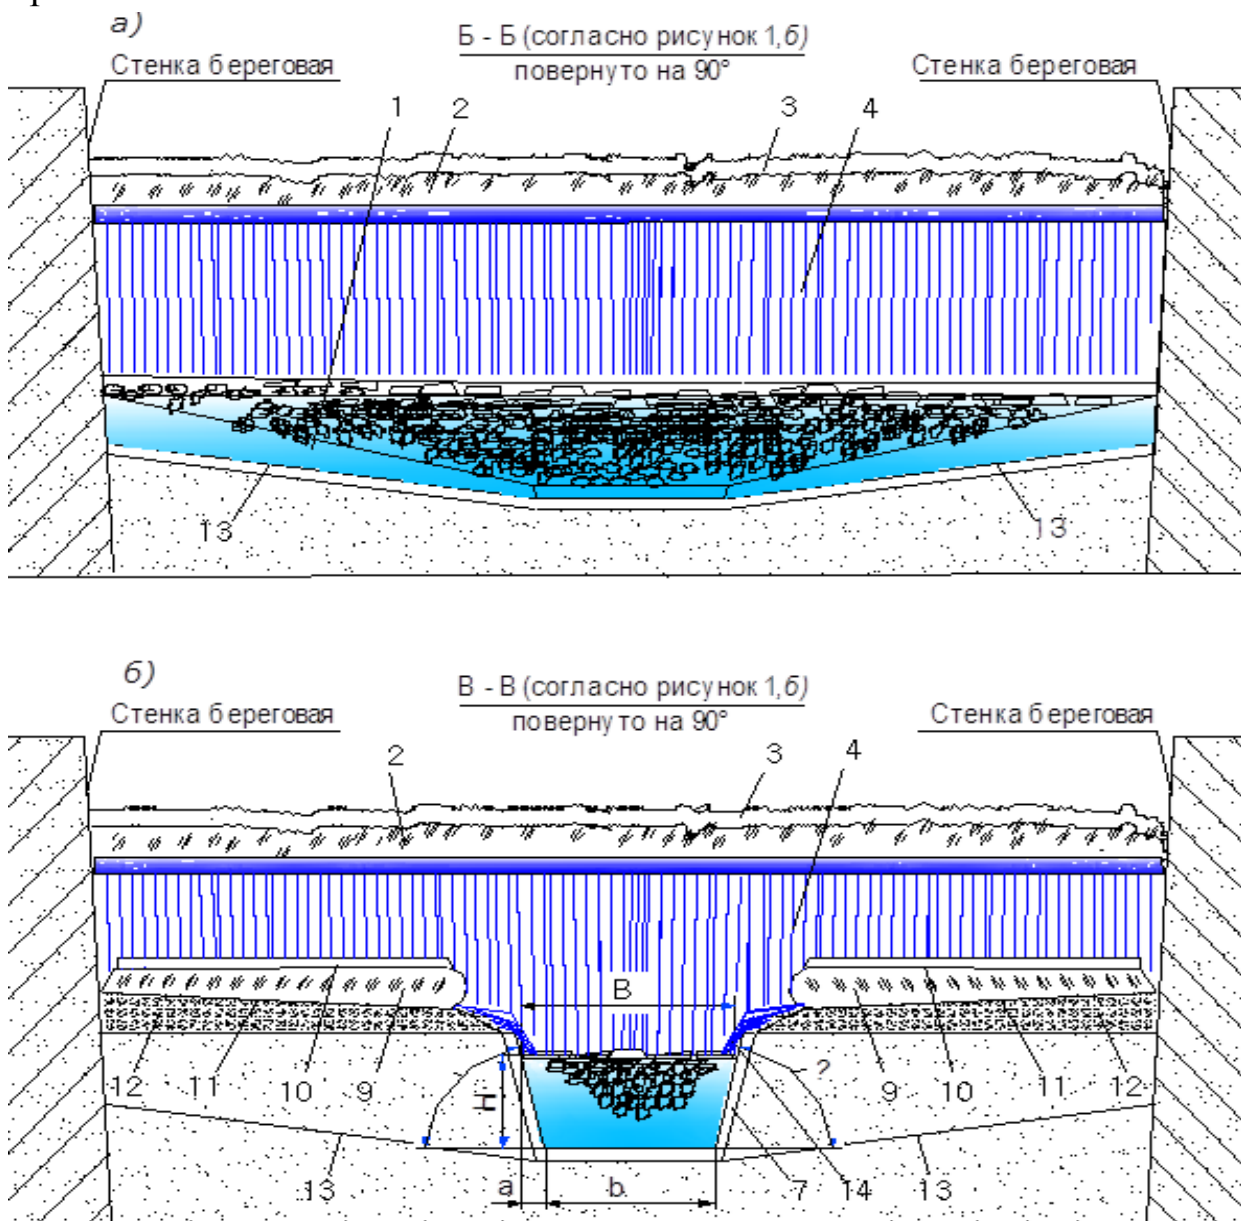 а)
Б - Б (согласно рисунок 1,б)
повернуто на 90°
Стенка береговая
Стенка береговая
1
2
3
4
13
13
б)
В - В (согласно рисунок 1,б)
повернуто на 90°
Стенка береговая
Стенка береговая
2
3
4
В
?
Н
12
11
10
9
9
10
11
12
13
а
b
7
14
13